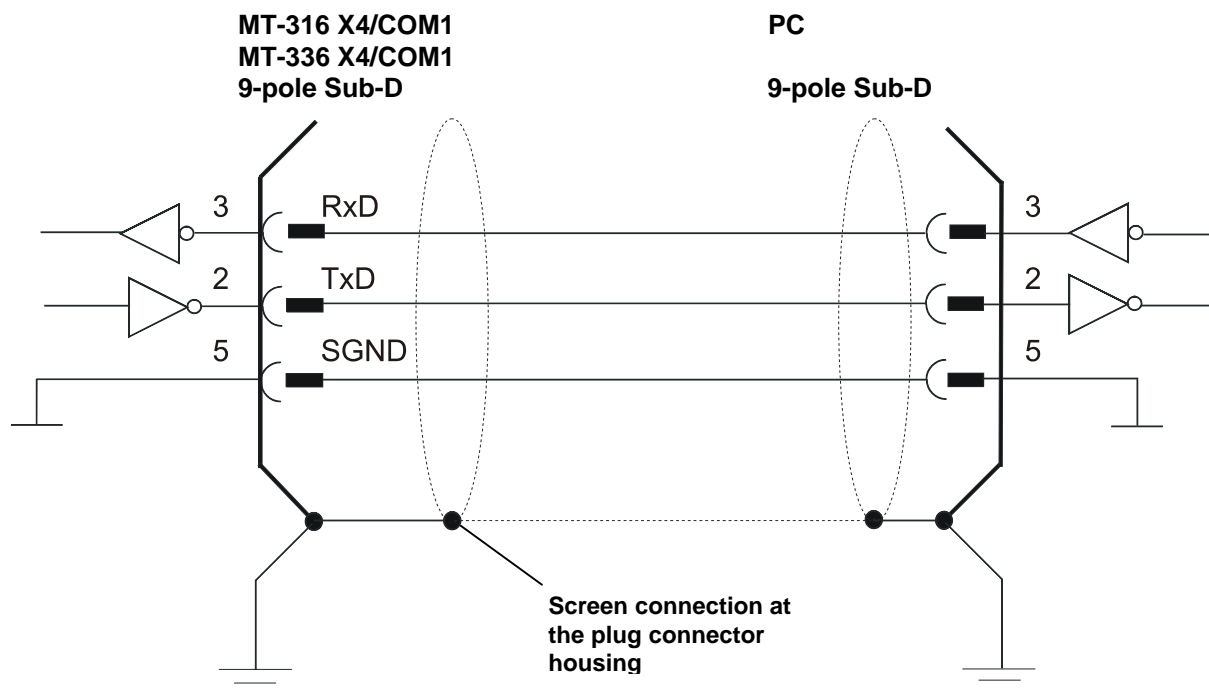 MT-316 X4/COM1
MT-336 X4/COM1
9-pole Sub-D
PC
9-pole Sub-D
3 RxD 3
2 TxD 2
5 SGND 5
Screen connection at
the plug connector
housing